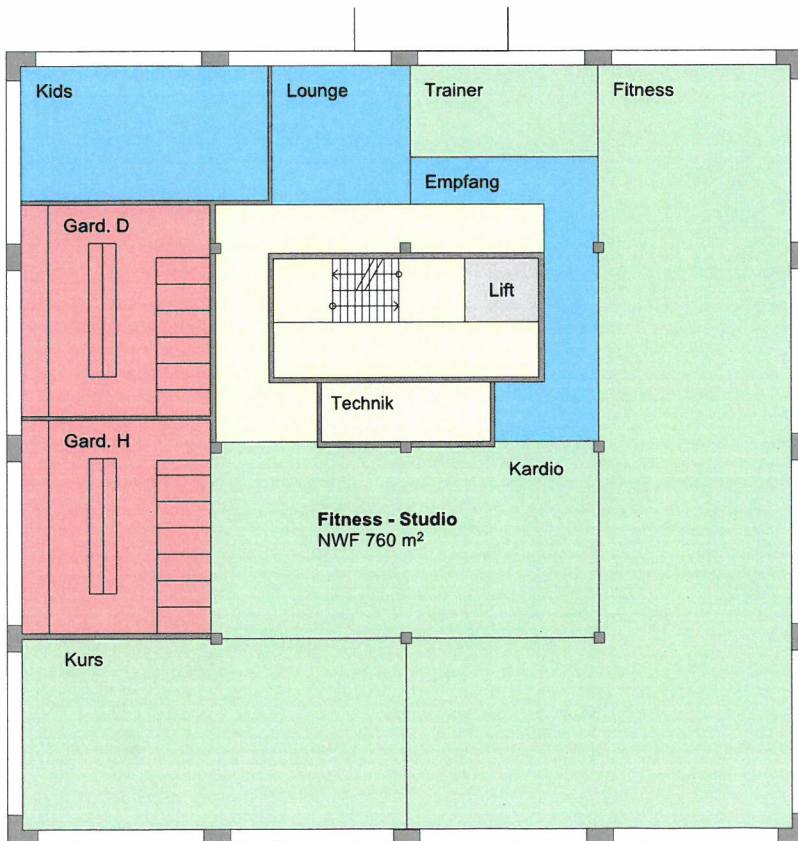 Kids
Lounge
Trainer
Fitness
Empfang
Gard. D
Lift
Technik
Gard. H
Kardio
Fitness - Studio
NWF 760 m²
Kurs